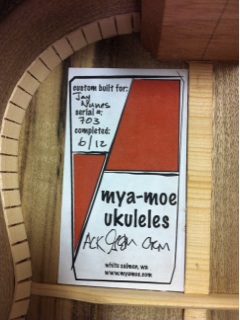 custom built for:
Jay
Nunes
serial #:
703
completed:
6/12
mya-moe
ukuleles
white salmon, wa
www.myamoe.com